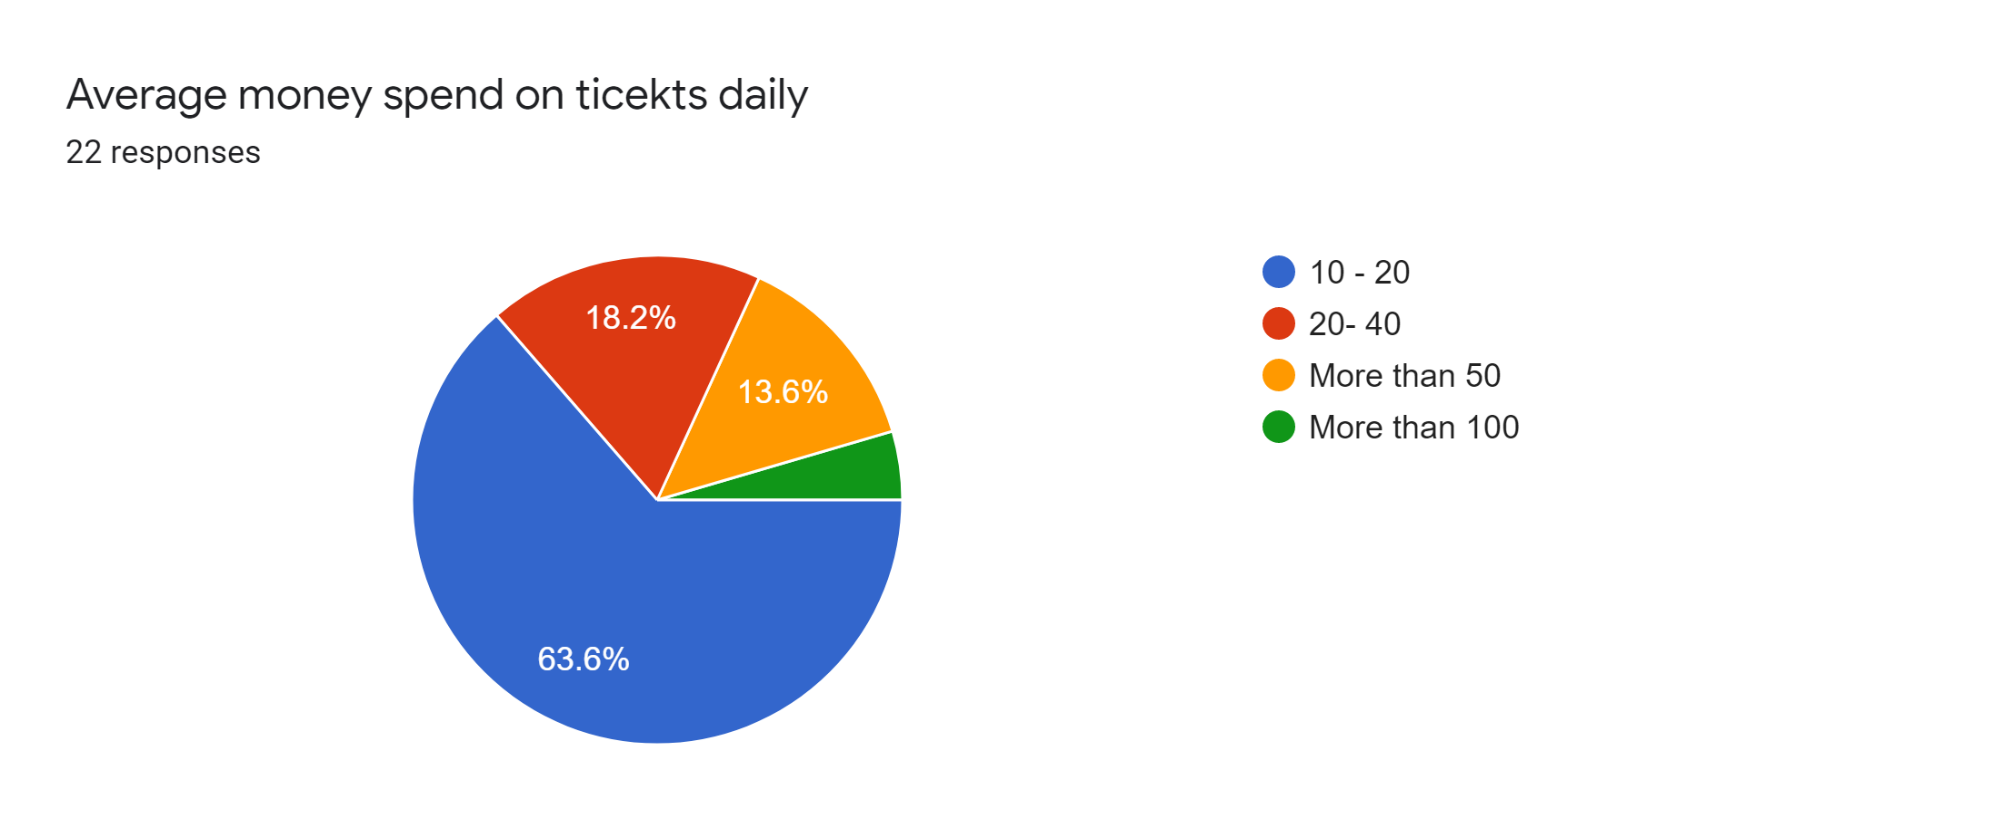 Average money spend on ticekts daily
22 responses
18.2%
13.6%
63.6%
10 - 20
20- 40
More than 50
More than 100